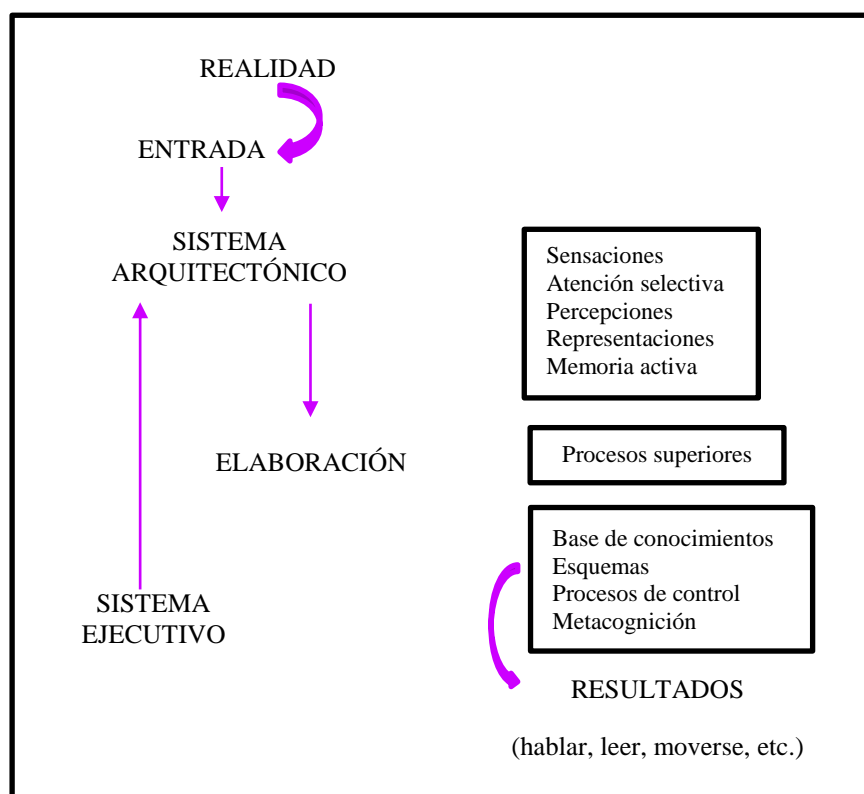 REALIDAD
ENTRADA
SISTEMA
ARQUITECTÓNICO
Sensaciones
Atención selectiva
Percepciones
Representaciones
Memoria activa
ELABORACIÓN
Procesos superiores
Base de conocimientos
Esquemas
Procesos de control
Metacognición
SISTEMA
EJECUTIVO
RESULTADOS
(hablar, leer, moverse, etc.)